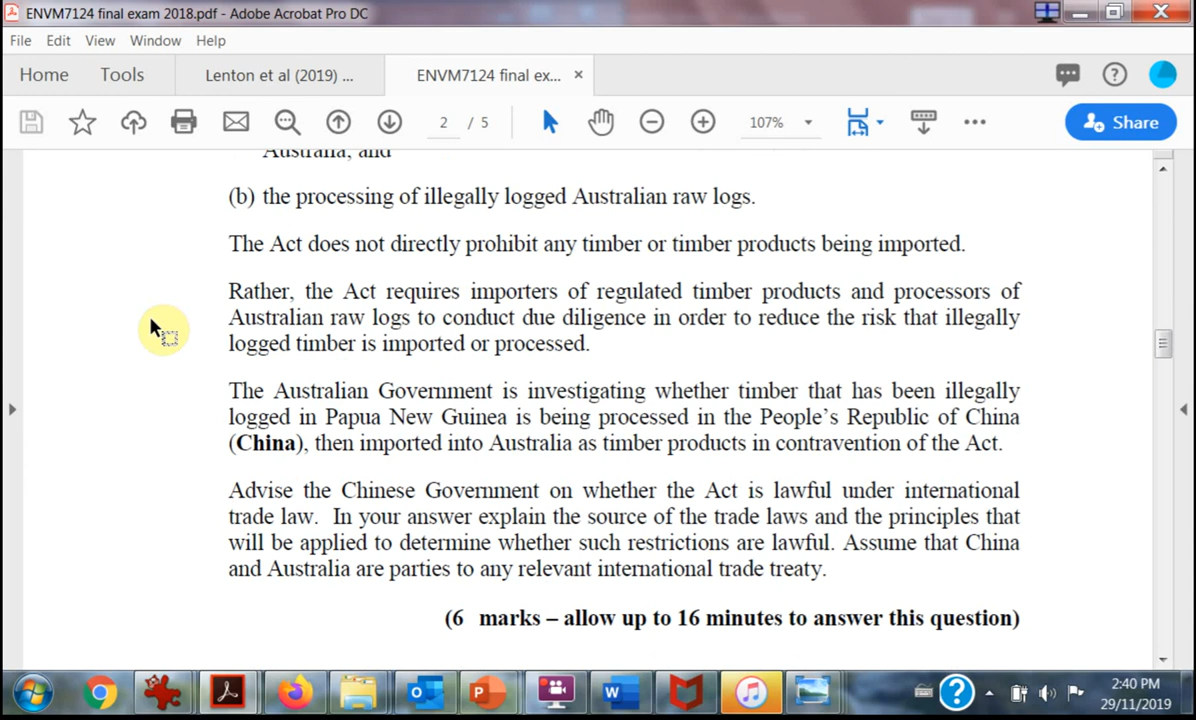 ENVM7124 final exam 2018.pdf - Adobe Acrobat Pro DC
File Edit View Window Help
Home Tools Lenton et al (2019) ... ENVM7124 final ex... ×
2 / 5 107% Share
Australia; and
(b) the processing of illegally logged Australian raw logs.
The Act does not directly prohibit any timber or timber products being imported.
Rather, the Act requires importers of regulated timber products and processors of
Australian raw logs to conduct due diligence in order to reduce the risk that illegally
logged timber is imported or processed.
The Australian Government is investigating whether timber that has been illegally
logged in Papua New Guinea is being processed in the People's Republic of China
(China), then imported into Australia as timber products in contravention of the Act.
Advise the Chinese Government on whether the Act is lawful under international
trade law. In your answer explain the source of the trade laws and the principles that
will be applied to determine whether such restrictions are lawful. Assume that China
and Australia are parties to any relevant international trade treaty.
(6 marks – allow up to 16 minutes to answer this question)
2:40 PM
29/11/2019